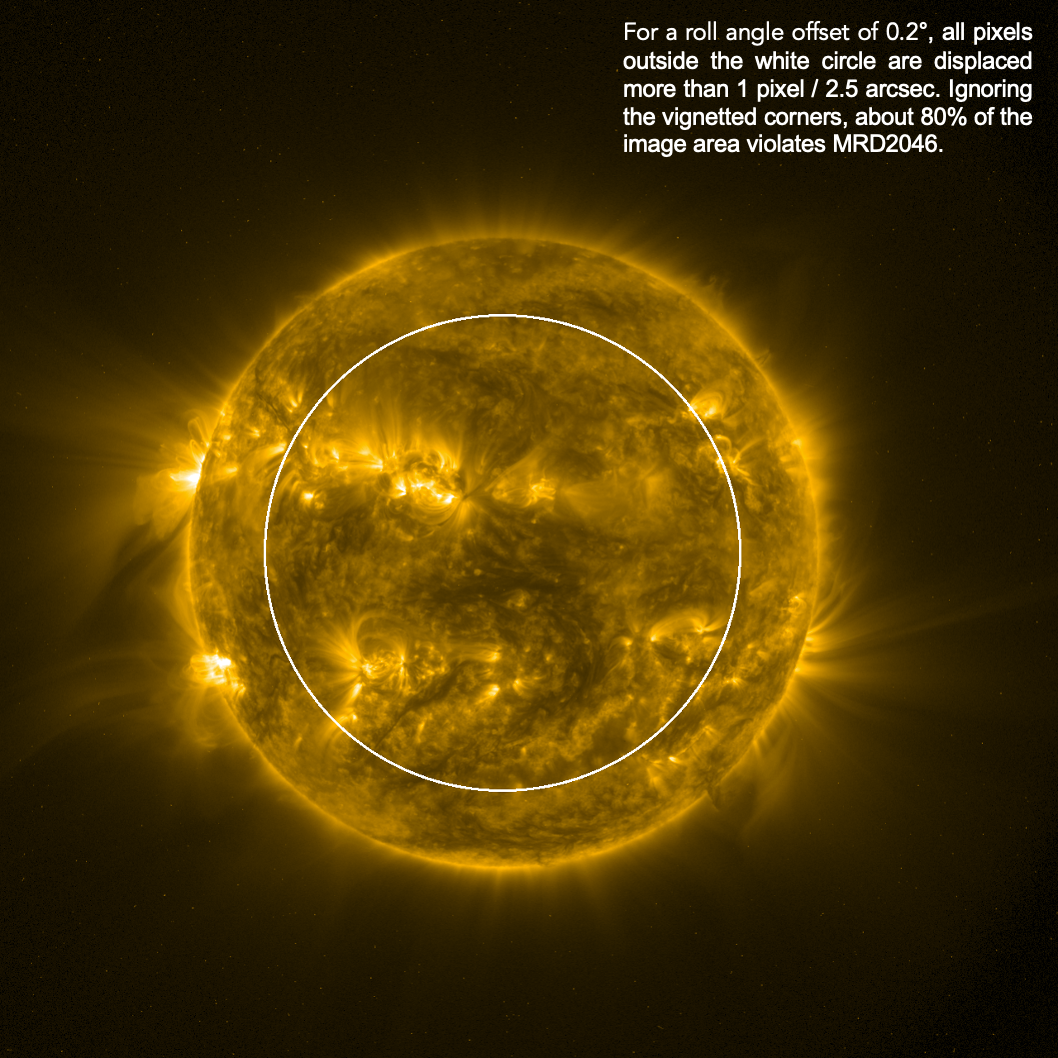 For a roll angle offset of 0.2°, all pixels
outside the white circle are displaced
more than 1 pixel / 2.5 arcsec. Ignoring
the vignetted corners, about 80% of the
image area violates MRD2046.